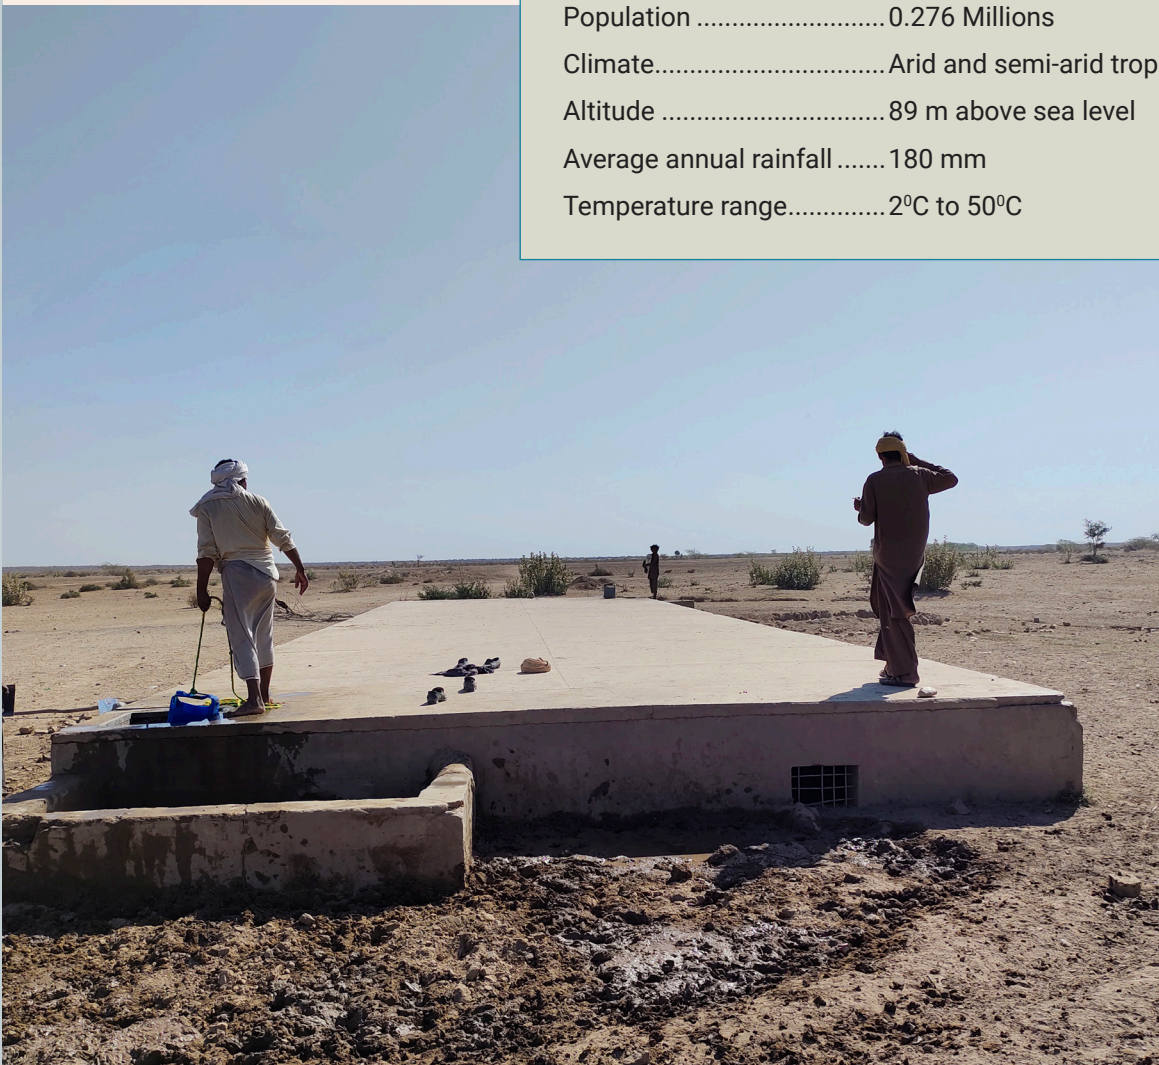 Population ........................... 0.276 Millions
Climate................................. Arid and semi-arid trop
Altitude ................................ 89 m above sea level
Average annual rainfall ....... 180 mm
Temperature range.............. 2⁰C to 50⁰C